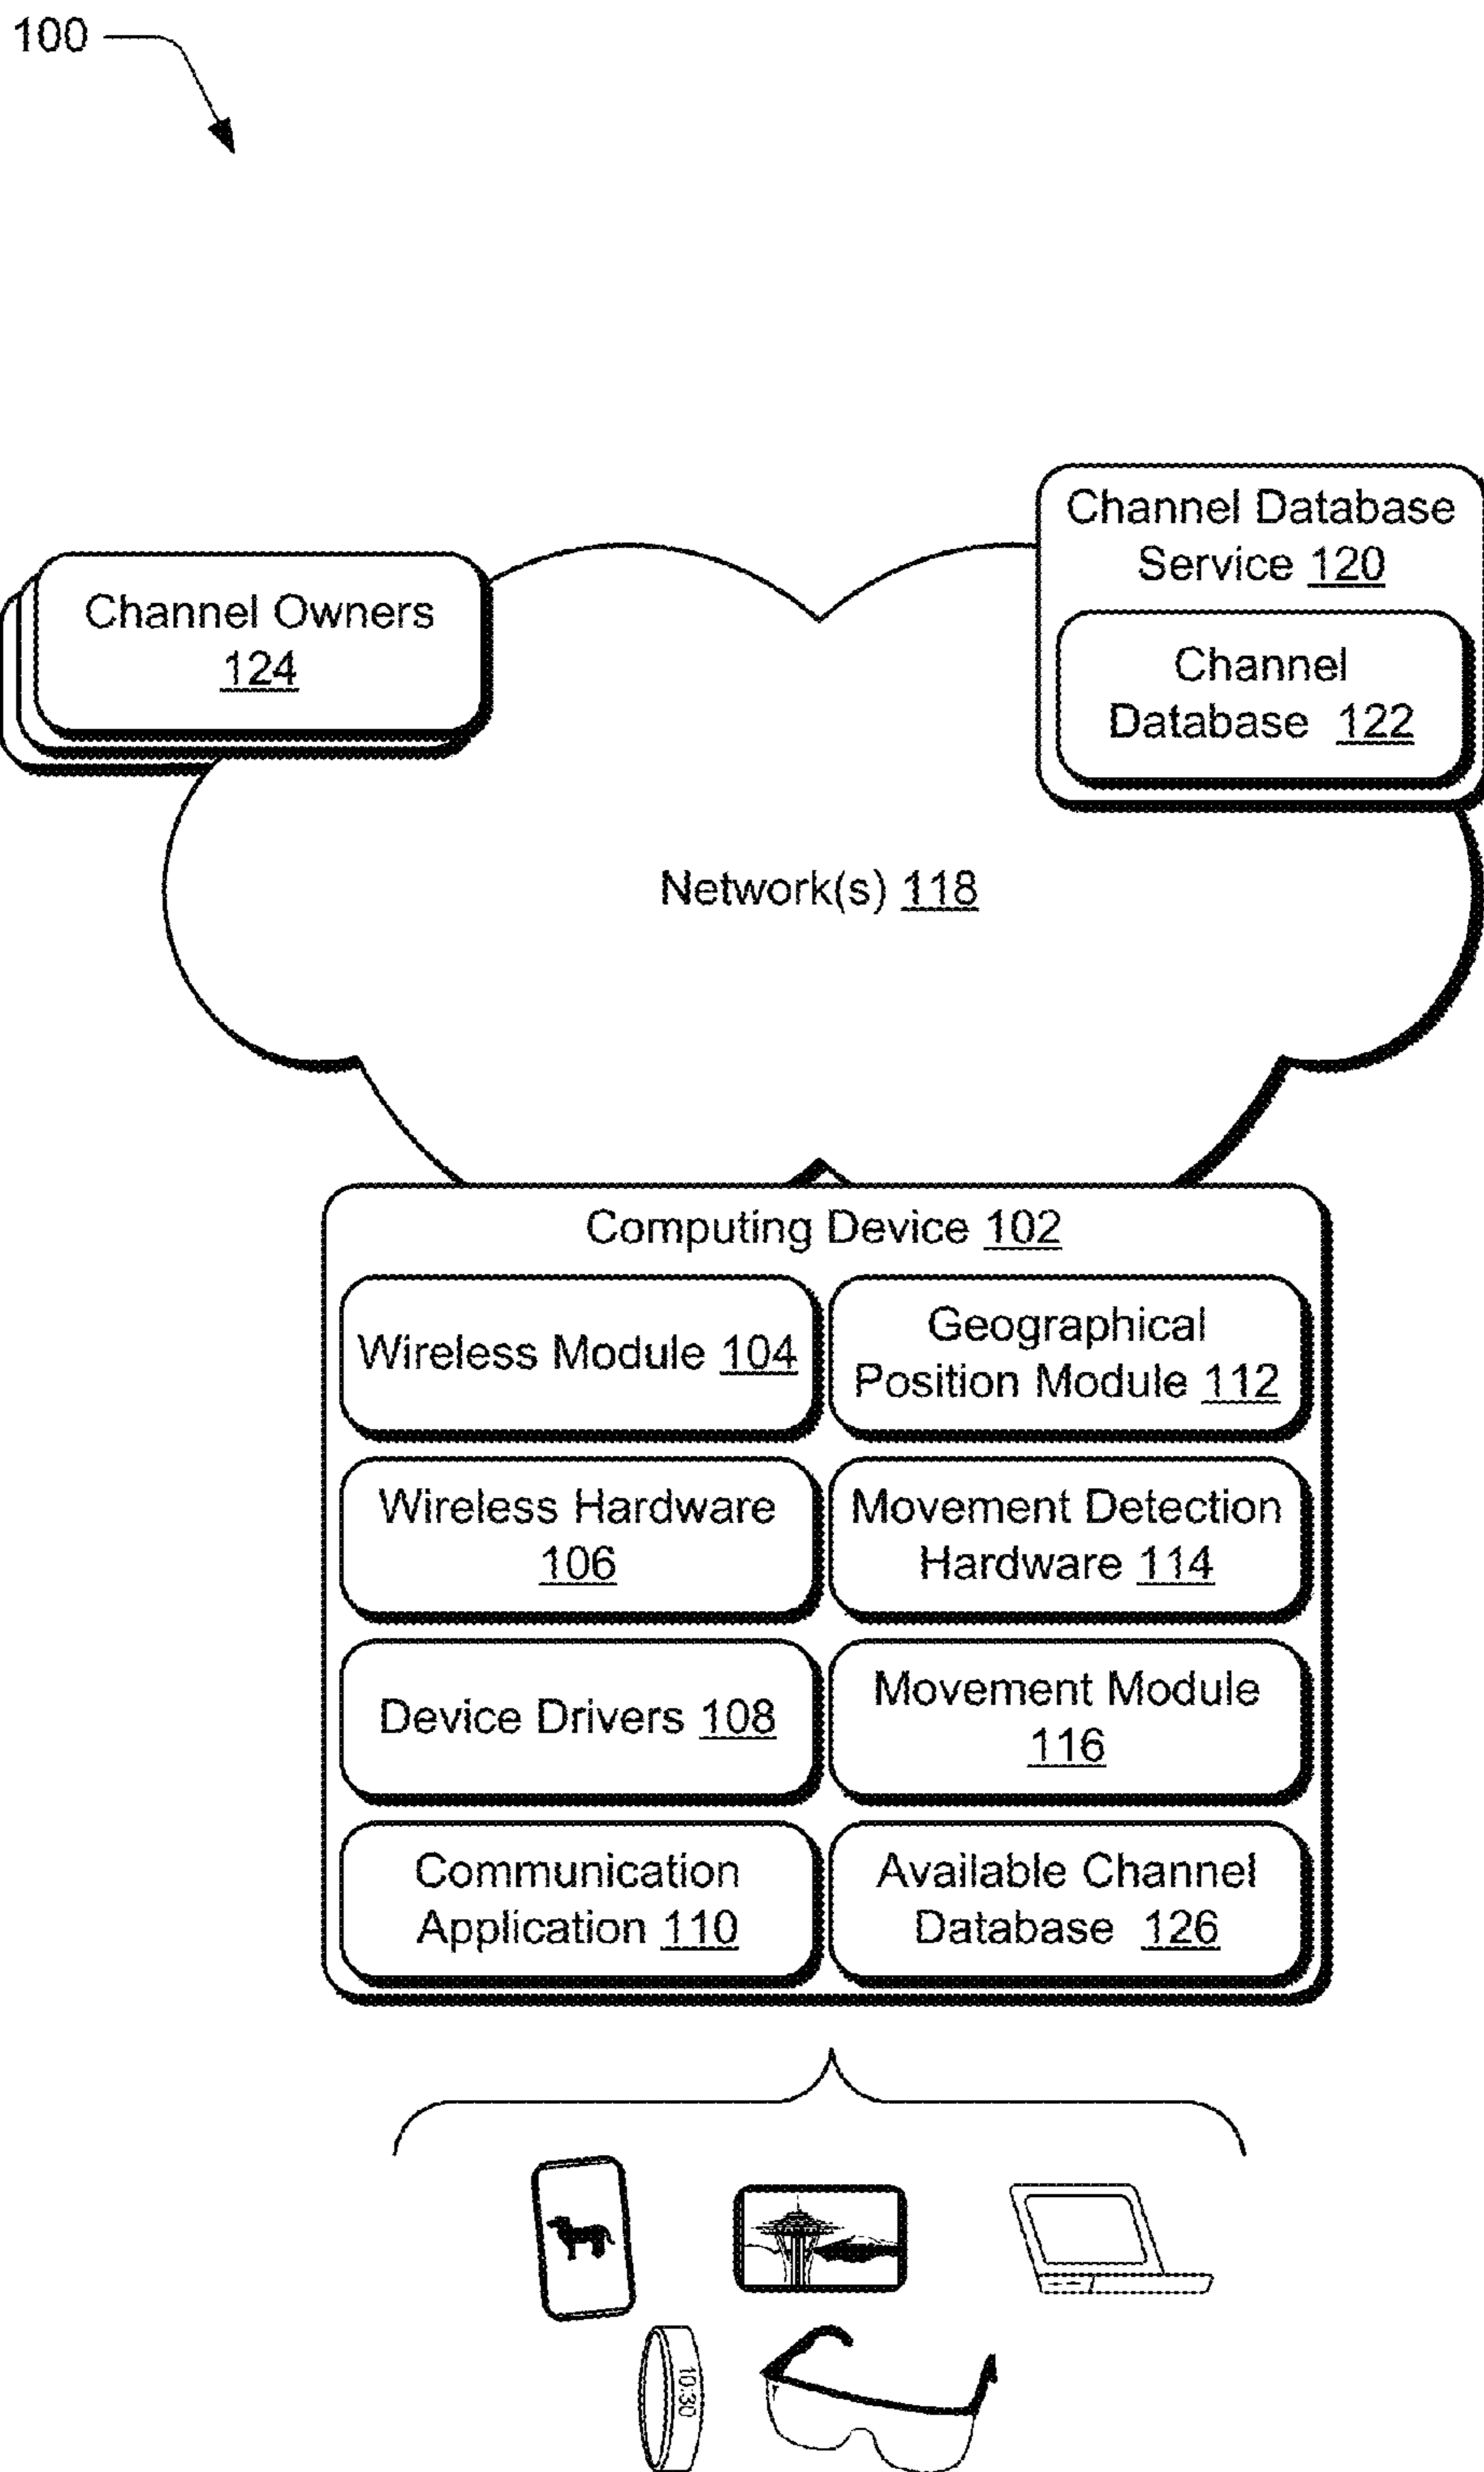 100
Channel Database
Service 120
Channel Owners
124
Channel
Database 122
Network(s) 118
Computing Device 102
Wireless Module 104
Geographical
Position Module 112
Wireless Hardware
106
Movement Detection
Hardware 114
Device Drivers 108
Movement Module
116
Communication
Application 110
Available Channel
Database 126
10:30